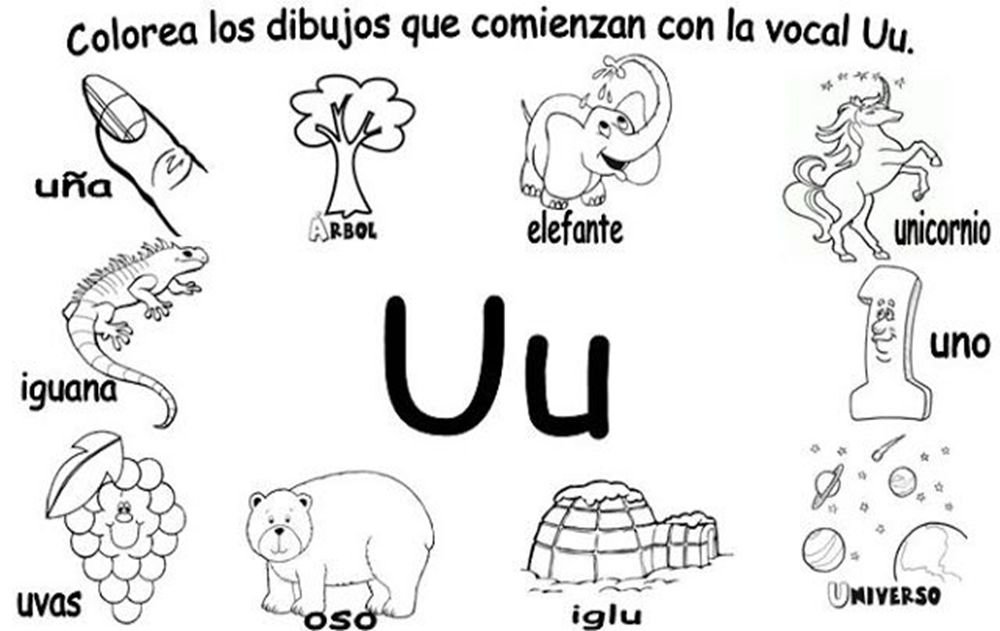 Colorea los dibujos que comienzan con la vocal Uu.
uña
ÁRBOL
elefante
unicornio
iguana
Uu
uno
uvas
oso
iglu
UNIVERSO